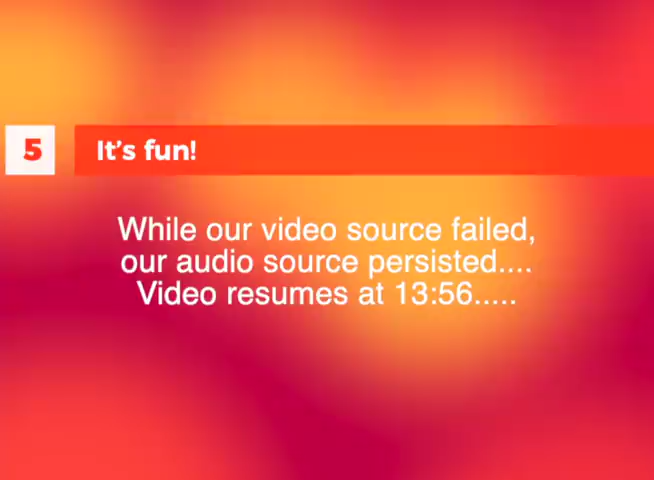 5 It's fun!
While our video source failed,
our audio source persisted....
Video resumes at 13:56.....